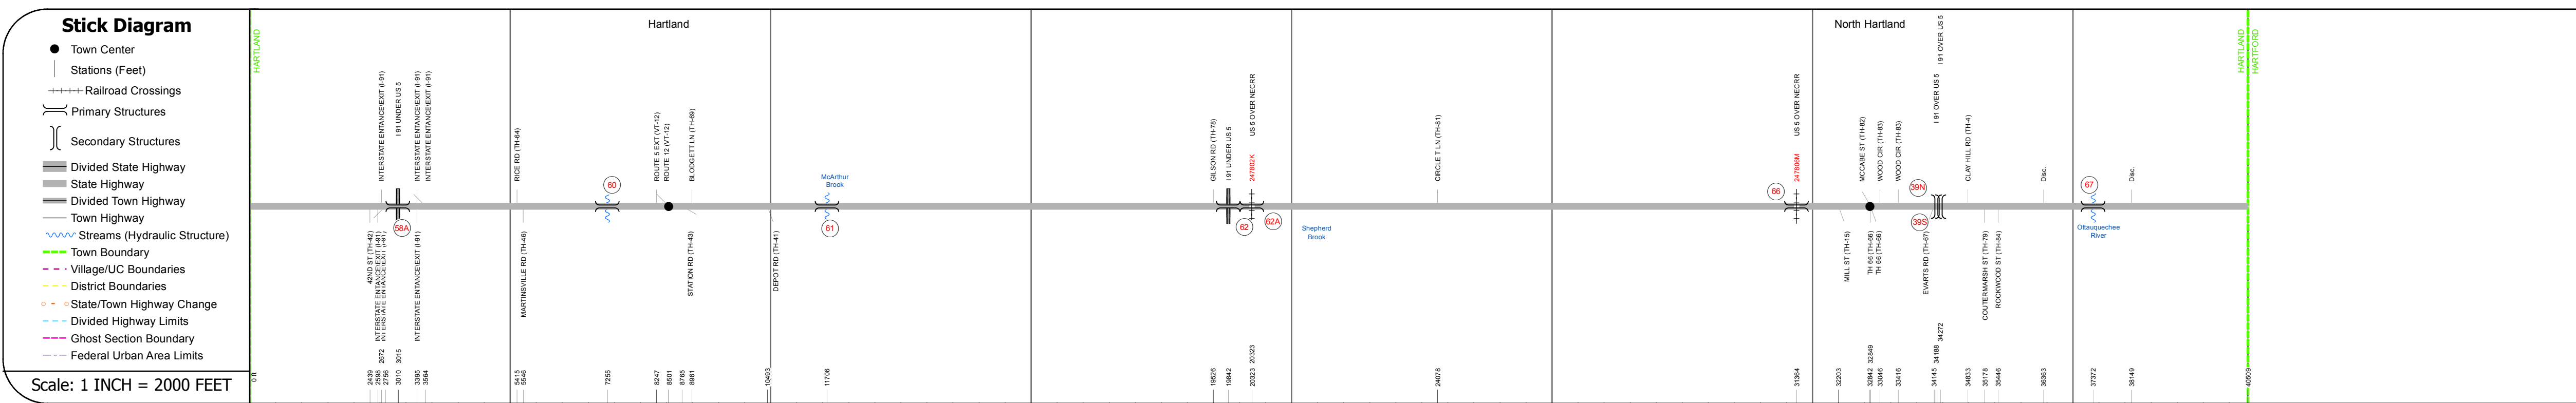 Stick Diagram
Town Center
Stations (Feet)
Railroad Crossings
Primary Structures
Secondary Structures
Divided State Highway
State Highway
Divided Town Highway
Town Highway
Streams (Hydraulic Structure)
Town Boundary
Village/UC Boundaries
District Boundaries
State/Town Highway Change
Divided Highway Limits
Ghost Section Boundary
Federal Urban Area Limits
Scale: 1 INCH = 2000 FEET
Hartland
North Hartland
HARTLAND
HARTLAND
HARTFORD
INTERSTATE ENTANCE\EXIT (I-91)
I 91 UNDER US 5
INTERSTATE ENTANCE\EXIT (I-91)
INTERSTATE ENTANCE\EXIT (I-91)
RICE RD (TH-64)
ROUTE 5 EXT (VT-12)
ROUTE 12 (VT-12)
BLODGETT LN (TH-69)
McArthur
Brook
GILSON RD (TH-78)
I 91 UNDER US 5
247802K US 5 OVER NECRR
CIRCLE T LN (TH-81)
247806M US 5 OVER NECRR
MCCABE ST (TH-82)
WOOD CIR (TH-83)
WOOD CIR (TH-83)
I 91 OVER US 5
I 91 OVER US 5
CLAY HILL RD (TH-4)
Disc.
Disc.
58A
60
61
62
62A
66
39N
39S
67
42ND ST (TH-42)
INTERSTATE ENTANCE\EXIT (I-91)
INTERSTATE ENTANCE\EXIT (I-91)
INTERSTATE ENTANCE\EXIT (I-91)
MARTINSVILLE RD (TH-46)
STATION RD (TH-43)
DEPOT RD (TH-41)
Shepherd
Brook
MILL ST (TH-15)
TH 66 (TH-66)
TH 66 (TH-66)
EVARTS RD (TH-67)
COUTERMARSH ST (TH-79)
ROCKWOOD ST (TH-84)
Ottauquechee
River
0 ft
2439
2598
2672
2756
3010
3015
3395
3564
5415
5546
7255
8247
8501
8765
8961
10493
11706
19526
19842
20323
20323
24078
31364
32203
32842
32849
33046
33416
34145
34188
34272
34833
35178
35446
36363
37372
38149
40509